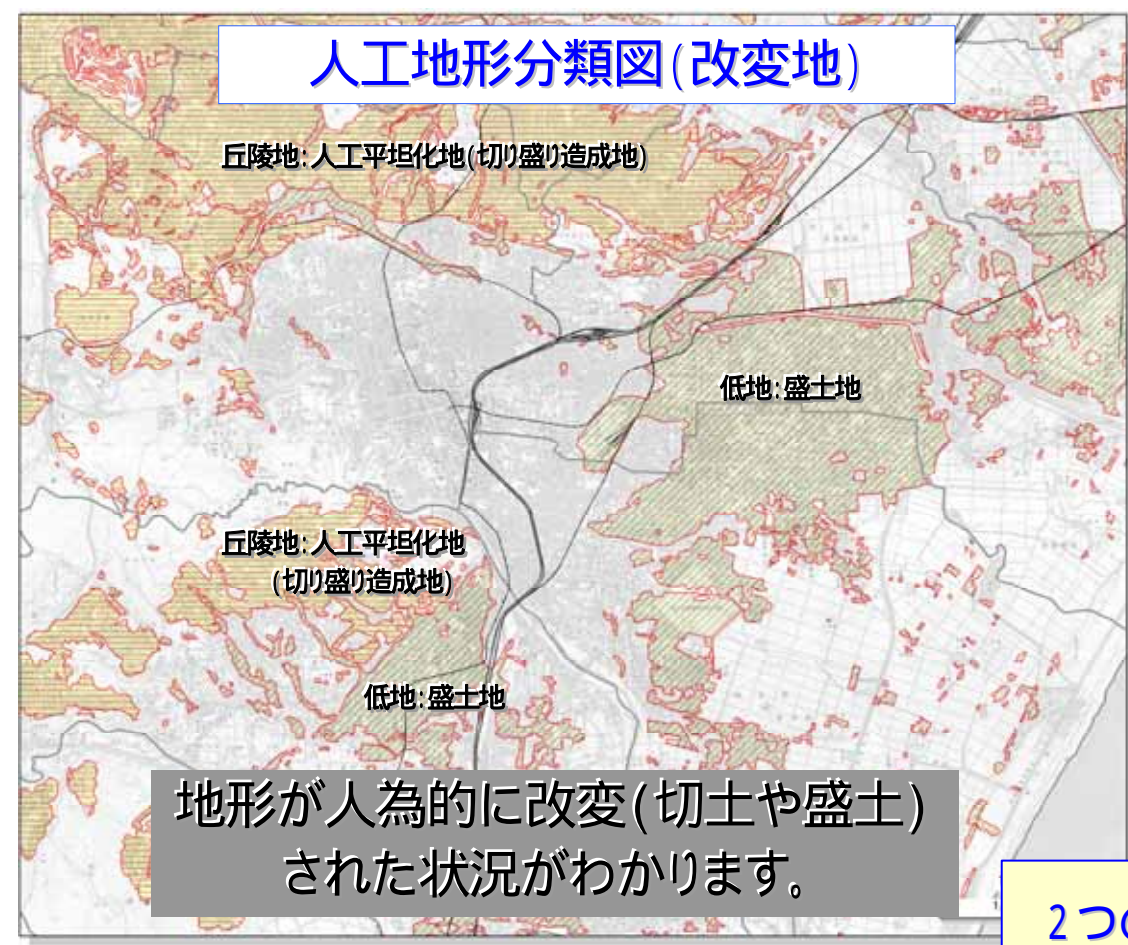 人工地形分類図(改変地)
丘陵地:人工平坦化地(切り盛り造成地)
低地:盛土地
丘陵地:人工平坦化地
(切り盛り造成地)
低地:盛土地
地形が人為的に改変(切土や盛土)
された状況がわかります。
2つの